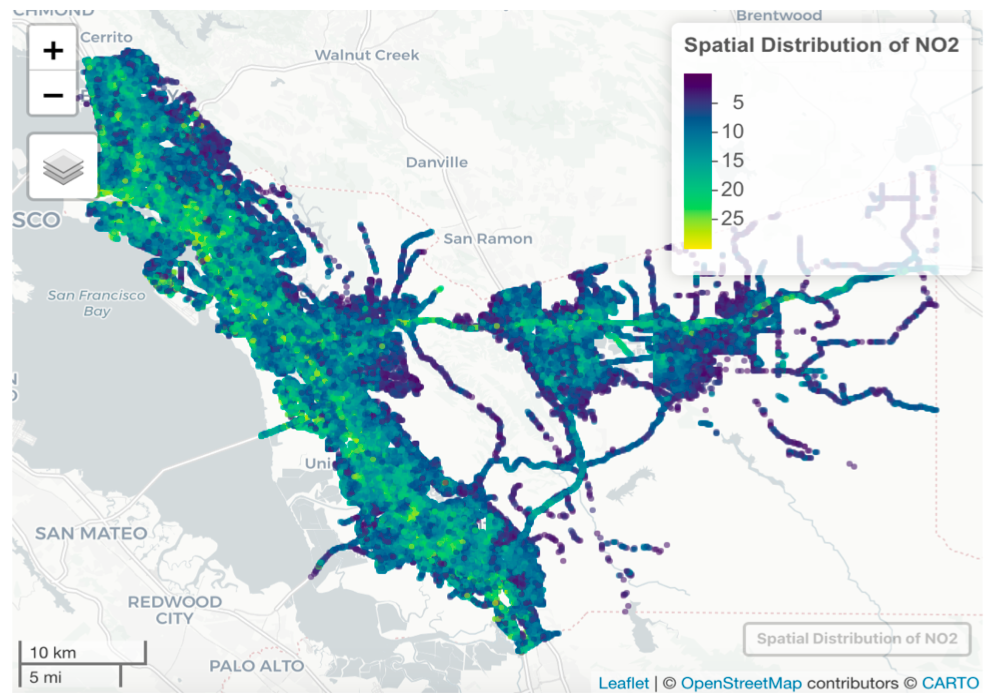 CHMOND
Cerrito
Walnut Creek
Brentwood
+
−
Spatial Distribution of NO2
5
10
15
20
25
Danville
SCO
San Ramon
San Francisco
Bay
Uni
SAN MATEO
REDWOOD
CITY
PALO ALTO
10 km
5 mi
Spatial Distribution of NO2
Leaflet | © OpenStreetMap contributors © CARTO